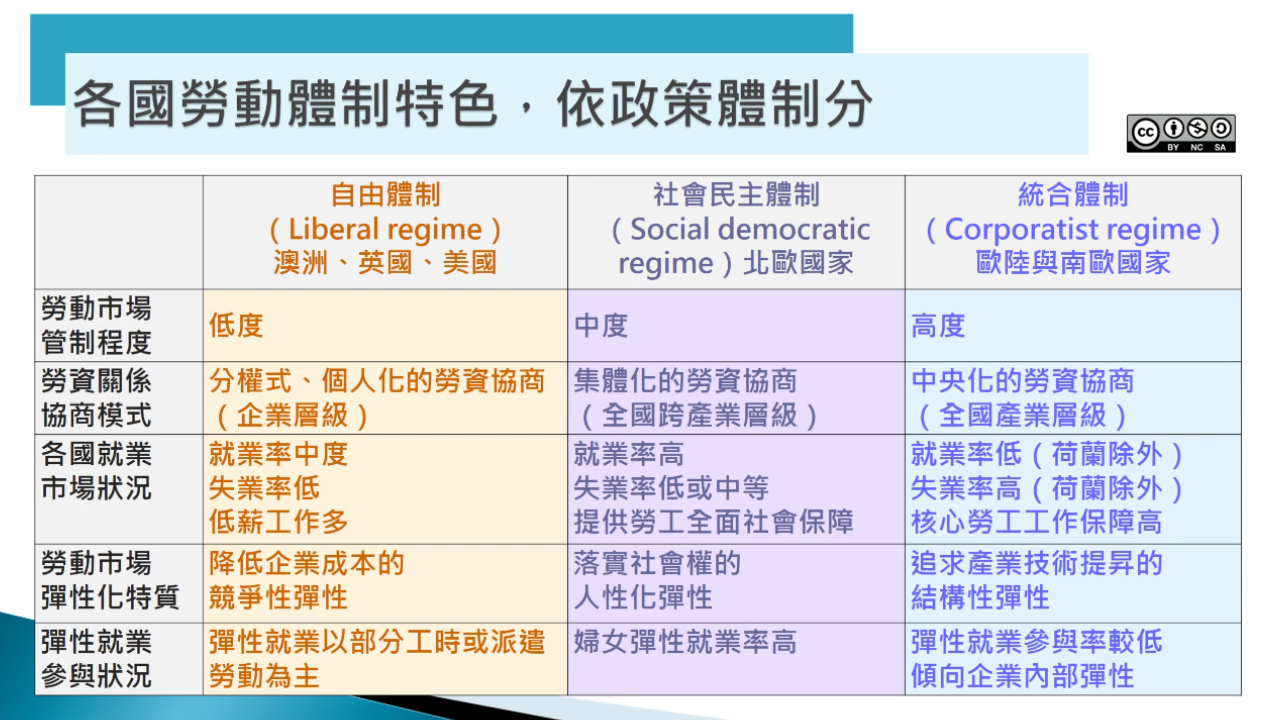 各國勞動體制特色，依政策體制分
cc
BY NC SA
自由體制
（Liberal regime）
澳洲、英國、美國
社會民主體制
（Social democratic
regime）北歐國家
統合體制
（Corporatist regime）
歐陸與南歐國家
勞動市場
管制程度
低度
中度
高度
勞資關係
協商模式
分權式、個人化的勞資協商
（企業層級）
集體化的勞資協商
（全國跨產業層級）
中央化的勞資協商
（全國產業層級）
各國就業
市場狀況
就業率中度
失業率低
低薪工作多
就業率高
失業率低或中等
提供勞工全面社會保障
就業率低（荷蘭除外）
失業率高（荷蘭除外）
核心勞工工作保障高
勞動市場
彈性化特質
降低企業成本的
競爭性彈性
落實社會權的
人性化彈性
追求產業技術提昇的
結構性彈性
彈性就業
參與狀況
彈性就業以部分工時或派遣
勞動為主
婦女彈性就業率高
彈性就業參與率較低
傾向企業內部彈性